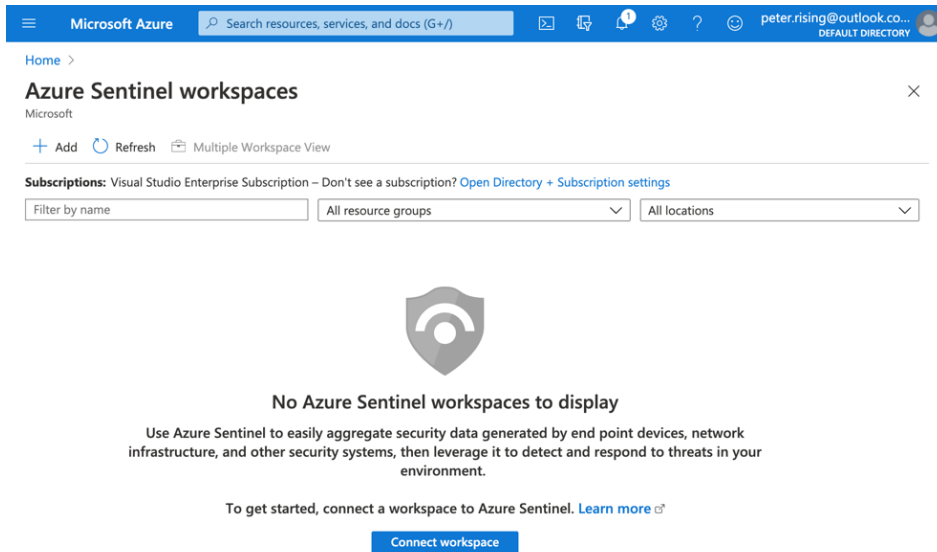 Microsoft Azure
Search resources, services, and docs (G+/)
1
peter.rising@outlook.co...
DEFAULT DIRECTORY
Home >
Azure Sentinel workspaces
Microsoft
Add
Refresh
Multiple Workspace View
Subscriptions: Visual Studio Enterprise Subscription – Don't see a subscription? Open Directory + Subscription settings
Filter by name
All resource groups
All locations
No Azure Sentinel workspaces to display
Use Azure Sentinel to easily aggregate security data generated by end point devices, network
infrastructure, and other security systems, then leverage it to detect and respond to threats in your
environment.
To get started, connect a workspace to Azure Sentinel. Learn more
Connect workspace